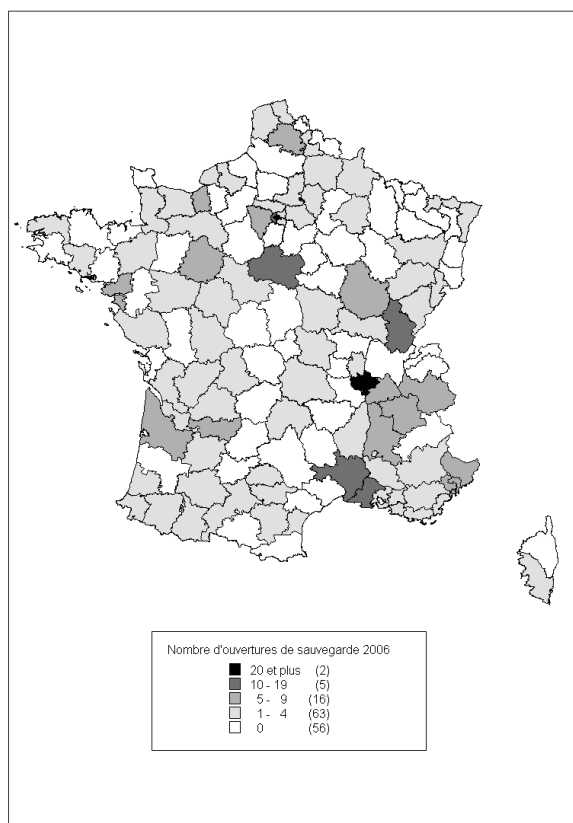 Nombre d'ouvertures de sauvegarde 2006
20 et plus (2)
10 - 19 (5)
5 - 9 (16)
1 - 4 (63)
0 (56)